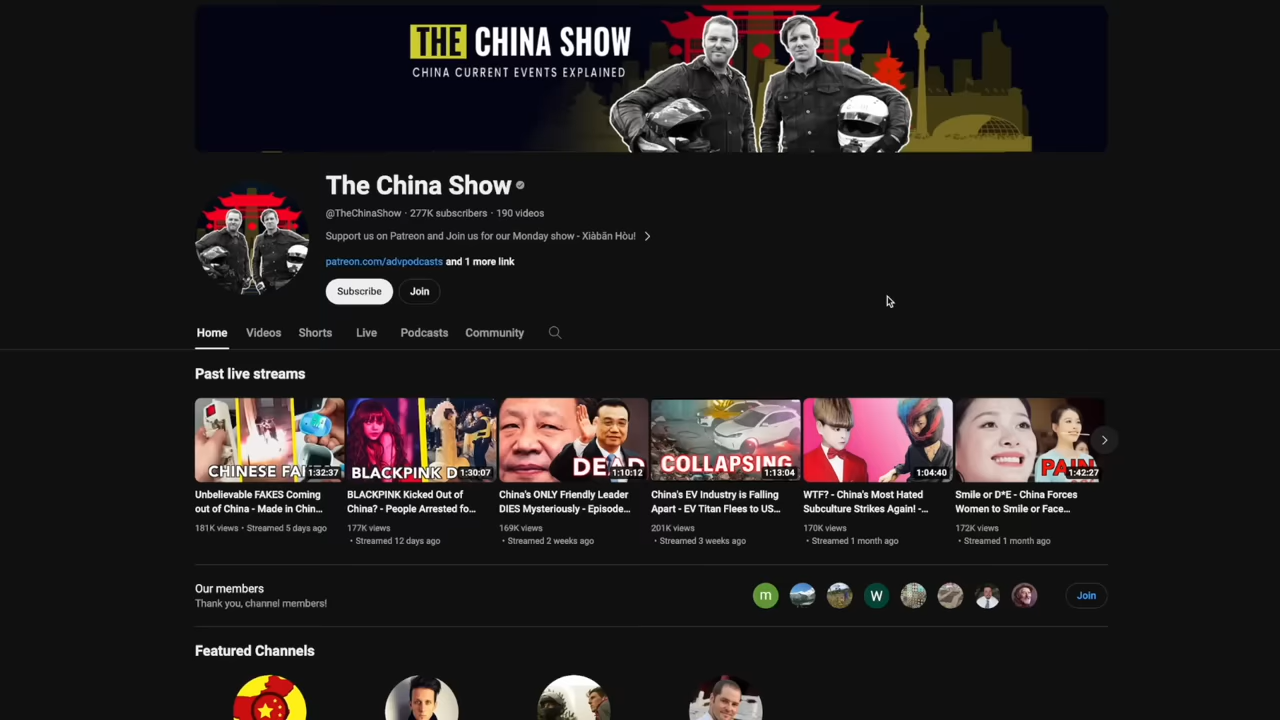 THE CHINA SHOW
CHINA CURRENT EVENTS EXPLAINED
The China Show
@TheChinaShow · 277K subscribers · 190 videos
Support us on Patreon and Join us for our Monday show - Xiàbān Hòu!
patreon.com/advpodcasts and 1 more link
Subscribe Join
Home Videos Shorts Live Podcasts Community
Past live streams
CHINESE FAI 1:32:37
BLACKPINK D 1:30:07
DEAD 1:10:12
COLLAPSING 1:13:04
1:04:40
PAIN 1:42:27
Unbelievable FAKES Coming
out of China - Made in Chin...
181K views · Streamed 5 days ago
BLACKPINK Kicked Out of
China? - People Arrested fo...
177K views
· Streamed 12 days ago
China's ONLY Friendly Leader
DIES Mysteriously - Episode...
169K views
· Streamed 2 weeks ago
China's EV Industry is Falling
Apart - EV Titan Flees to US...
201K views
· Streamed 3 weeks ago
WTF? - China's Most Hated
Subculture Strikes Again! -...
170K views
· Streamed 1 month ago
Smile or D*E - China Forces
Women to Smile or Face...
172K views
· Streamed 1 month ago
Our members
Thank you, channel members!
m W
Join
Featured Channels